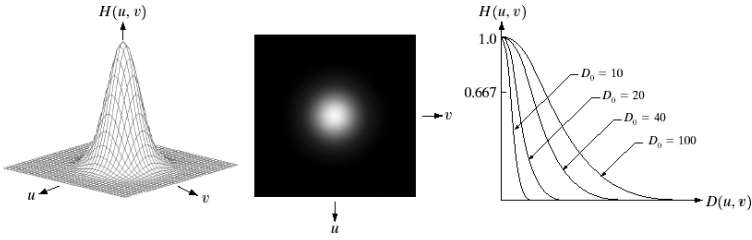 H(u, v)
u
v
v
u
H(u, v)
1.0
0.667
D₀ = 10
D₀ = 20
D₀ = 40
D₀ = 100
D(u, v)